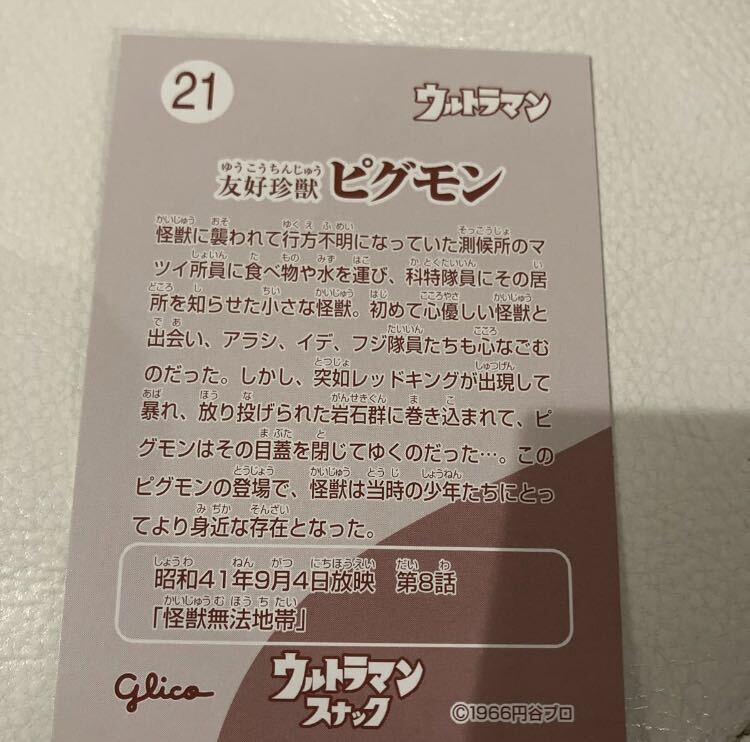 21
ウルトラマン
ゆうこうちんじゅう
友好珍獣 ピグモン
かいじゅう おそ ゆくえふめい そっこうじょ
怪獣に襲われて行方不明になっていた測候所のマ
しょいん た もの みず はこ かとくたいいん い
ツイ所員に食べ物や水を運び、科特隊員にその居
どころ し ちい かいじゅう はじ こころやさ かいじゅう
所を知らせた小さな怪獣。初めて心優しい怪獣と
であ たいいん こころ
出会い、アラシ、イデ、フジ隊員たちも心なごむ
とつじょ しゅつげん
のだった。しかし、突如レッドキングが出現して
あば ほう な がんせきぐん ま こ
暴れ、放り投げられた岩石群に巻き込まれて、ピ
まぶた と
グモンはその目蓋を閉じてゆくのだった…。この
とうじょう かいじゅう とうじ しょうねん
ピグモンの登場で、怪獣は当時の少年たちにとっ
みぢか そんざい
てより身近な存在となった。
しょうわ ねん がつ にちほうえい だい わ
昭和41年9月4日放映 第8話
かいじゅうむほうちたい
「怪獣無法地帯」
glico
ウルトラマン
スナック
©1966円谷プロ